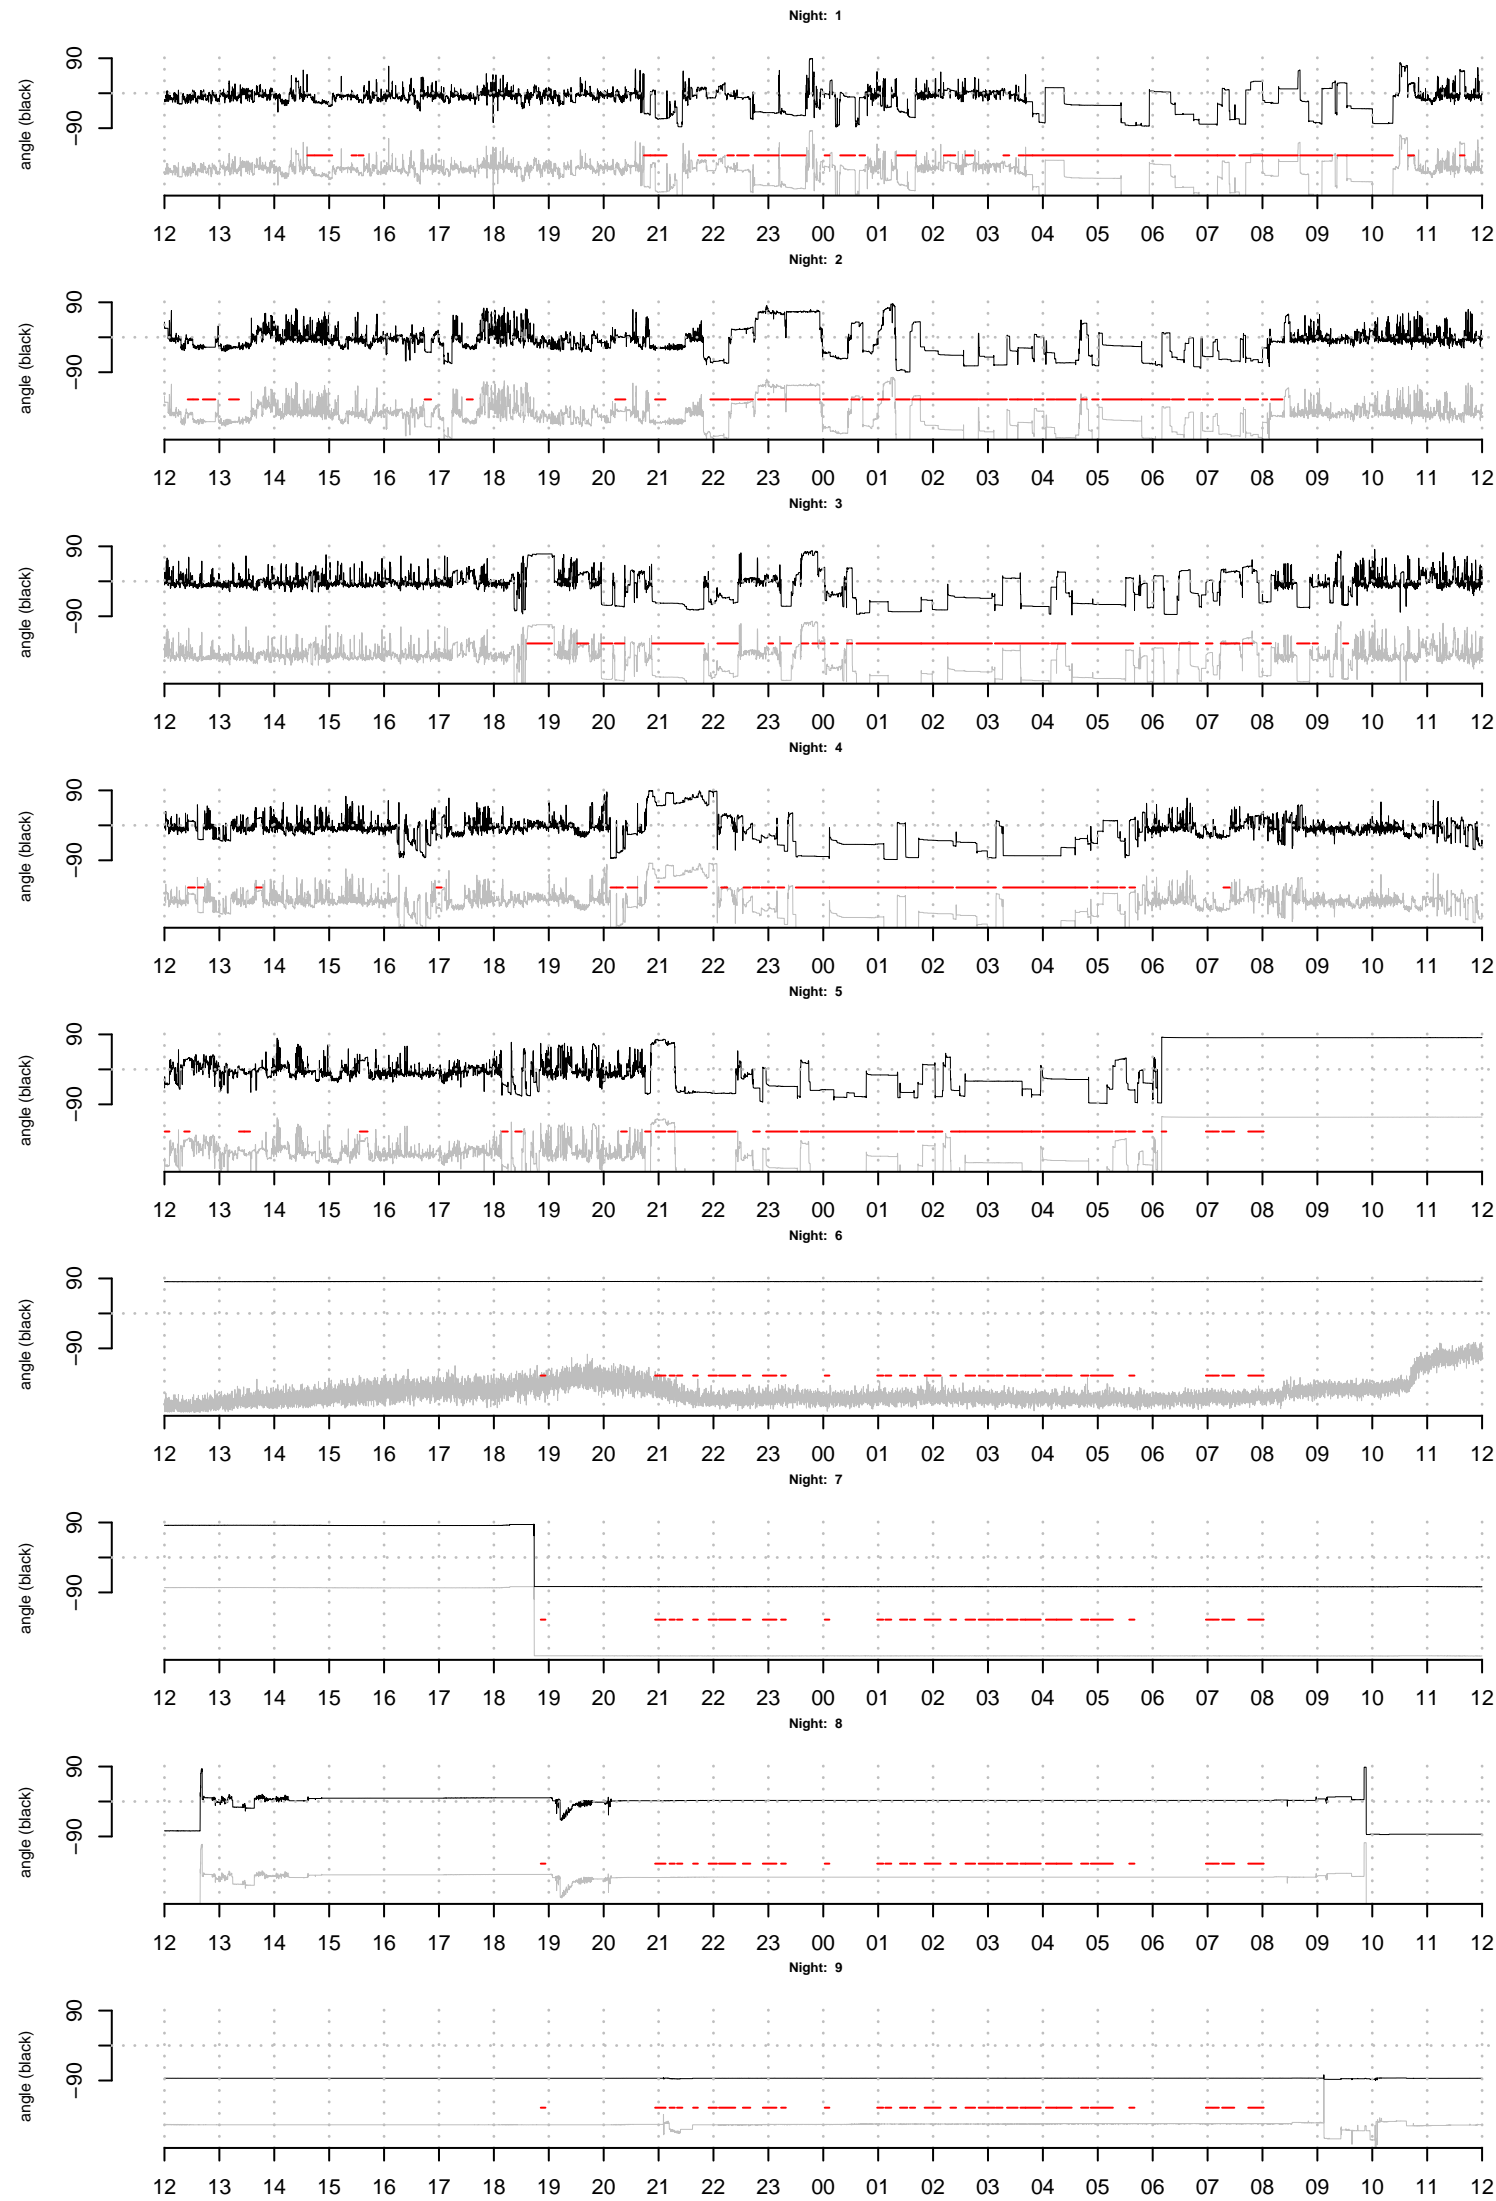 Night: 1
90
-90
angle (black)
12 13 14 15 16 17 18 19 20 21 22 23 00 01 02 03 04 05 06 07 08 09 10 11 12
Night: 2
90
-90
angle (black)
12 13 14 15 16 17 18 19 20 21 22 23 00 01 02 03 04 05 06 07 08 09 10 11 12
Night: 3
90
-90
angle (black)
12 13 14 15 16 17 18 19 20 21 22 23 00 01 02 03 04 05 06 07 08 09 10 11 12
Night: 4
90
-90
angle (black)
12 13 14 15 16 17 18 19 20 21 22 23 00 01 02 03 04 05 06 07 08 09 10 11 12
Night: 5
90
-90
angle (black)
12 13 14 15 16 17 18 19 20 21 22 23 00 01 02 03 04 05 06 07 08 09 10 11 12
Night: 6
90
-90
angle (black)
12 13 14 15 16 17 18 19 20 21 22 23 00 01 02 03 04 05 06 07 08 09 10 11 12
Night: 7
90
-90
angle (black)
12 13 14 15 16 17 18 19 20 21 22 23 00 01 02 03 04 05 06 07 08 09 10 11 12
Night: 8
90
-90
angle (black)
12 13 14 15 16 17 18 19 20 21 22 23 00 01 02 03 04 05 06 07 08 09 10 11 12
Night: 9
90
-90
angle (black)
12 13 14 15 16 17 18 19 20 21 22 23 00 01 02 03 04 05 06 07 08 09 10 11 12